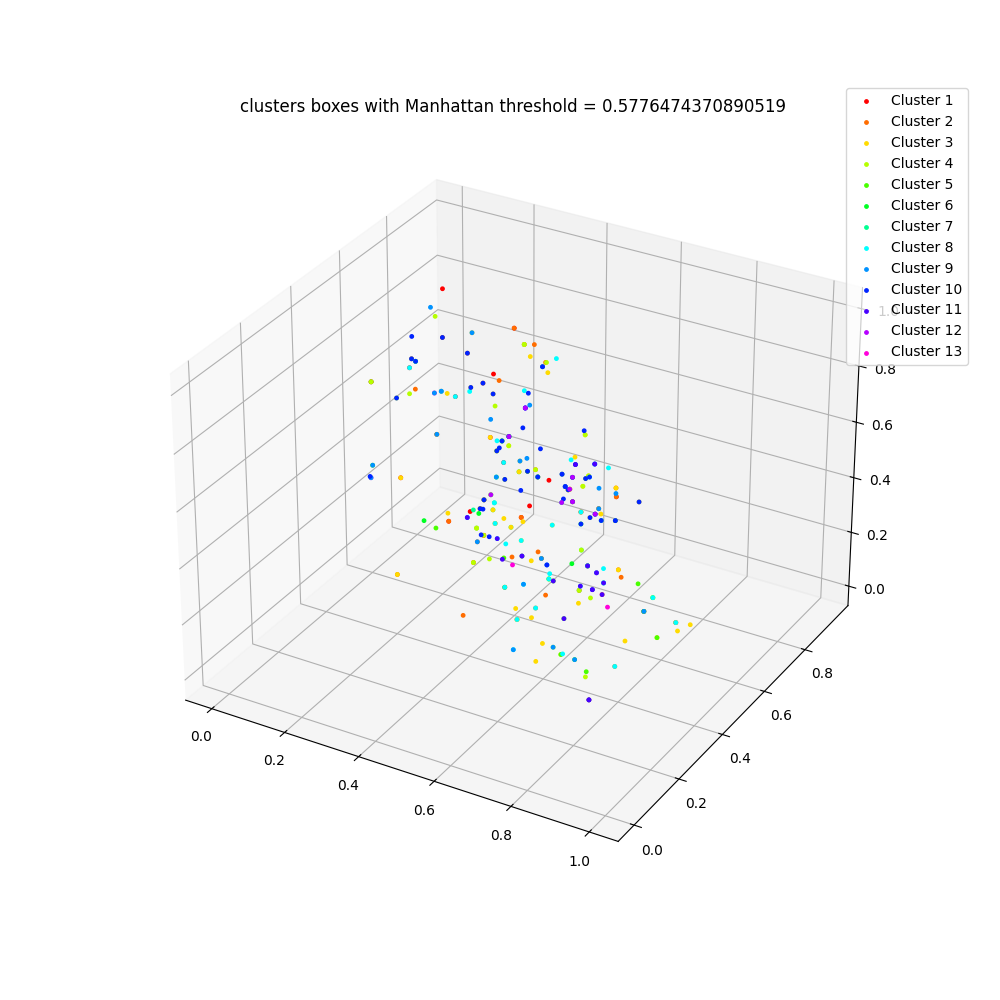 clusters boxes with Manhattan threshold = 0.5776474370890519
Cluster 1
Cluster 2
Cluster 3
Cluster 4
Cluster 5
Cluster 6
Cluster 7
Cluster 8
Cluster 9
Cluster 10
Cluster 11
Cluster 12
Cluster 13
0.8
0.6
0.4
0.2
0.0
0.8
0.6
0.4
0.2
0.0
0.0
0.2
0.4
0.6
0.8
1.0